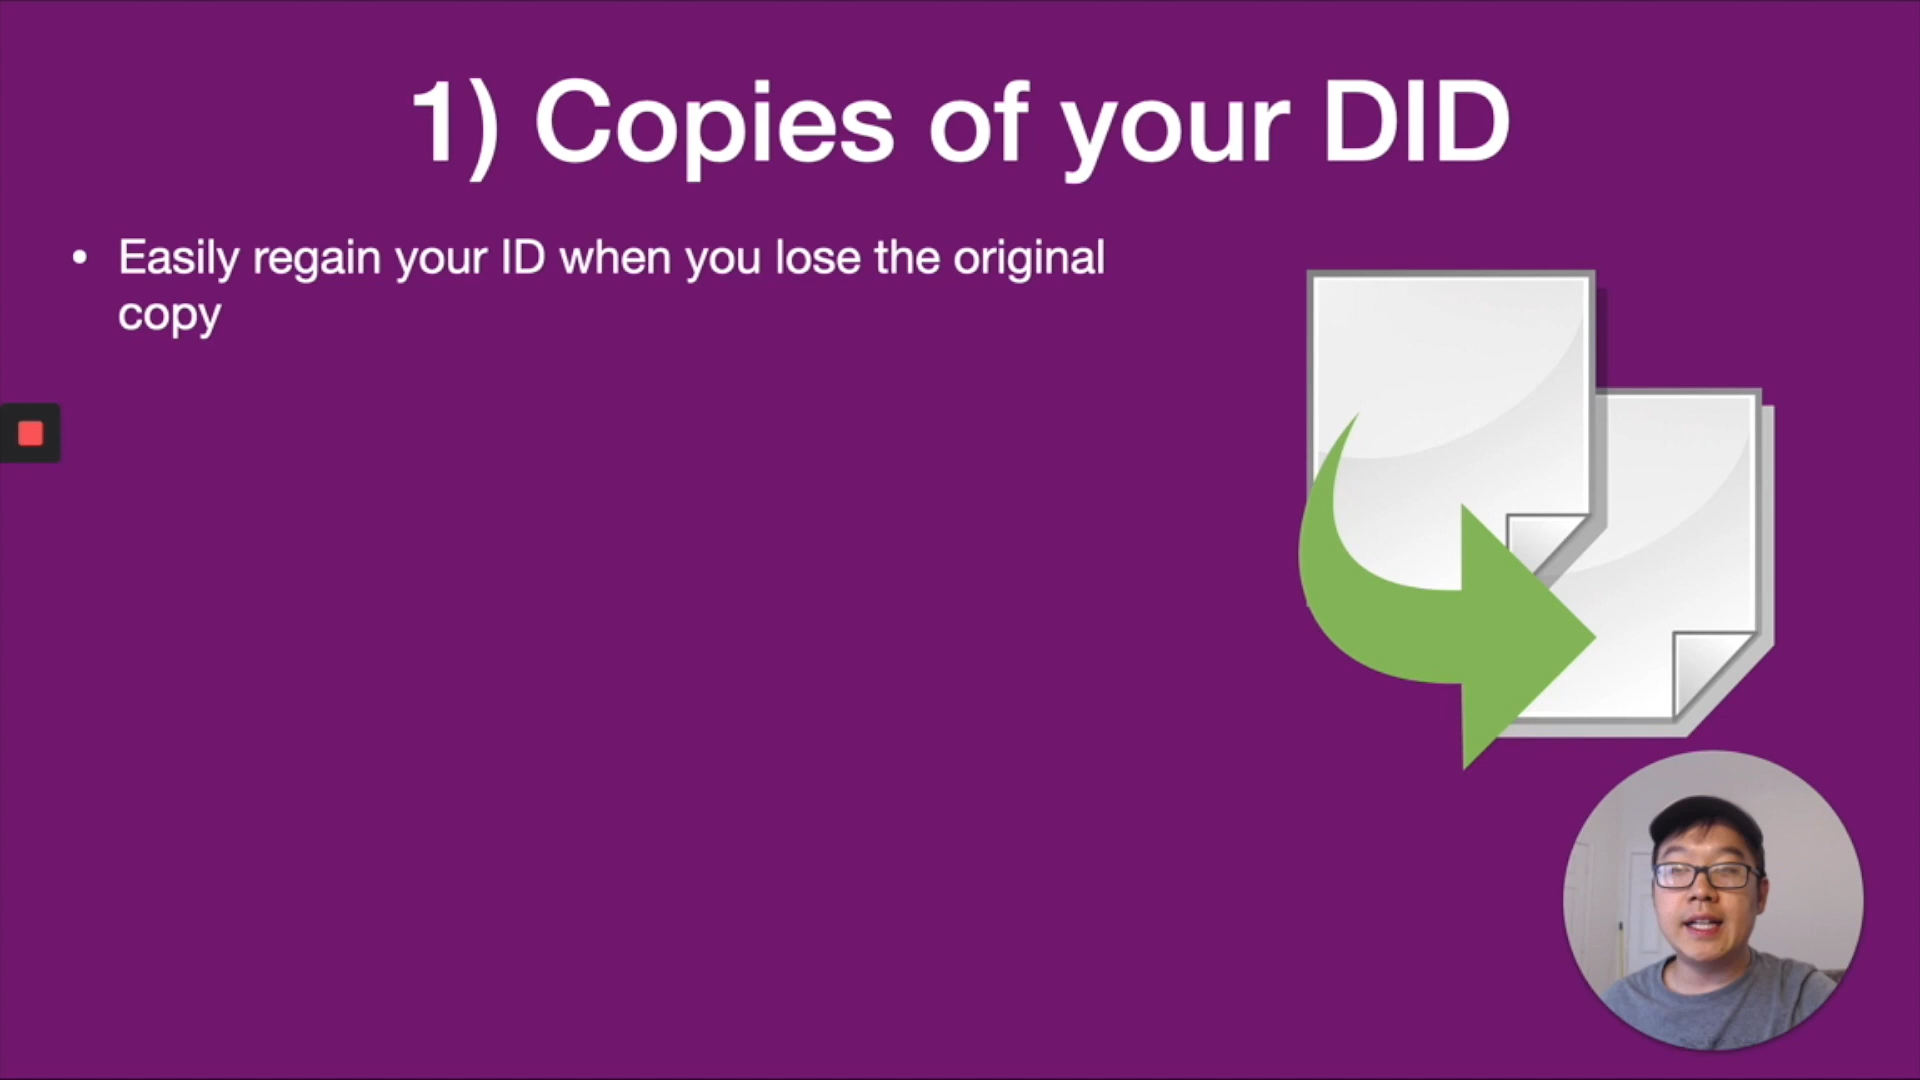 1) Copies of your DID
• Easily regain your ID when you lose the original
copy